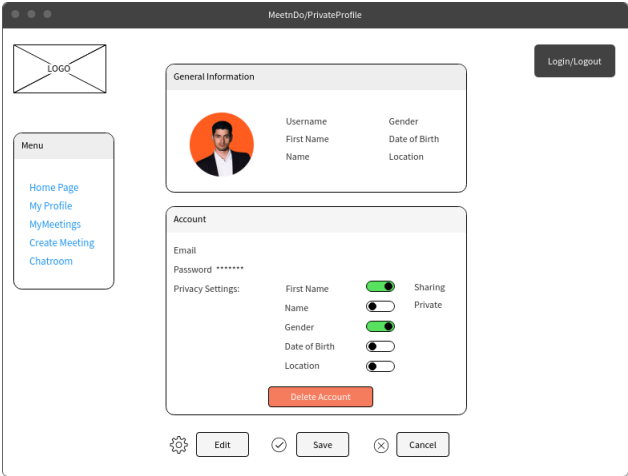 MeetnDo/PrivateProfile
LOGO
Login/Logout
General Information
Username Gender
First Name Date of Birth
Name Location
Menu
Home Page
My Profile
MyMeetings
Create Meeting
Chatroom
Account
Email
Password *******
Privacy Settings: First Name Sharing
Name Private
Gender
Date of Birth
Location
Delete Account
Edit Save Cancel